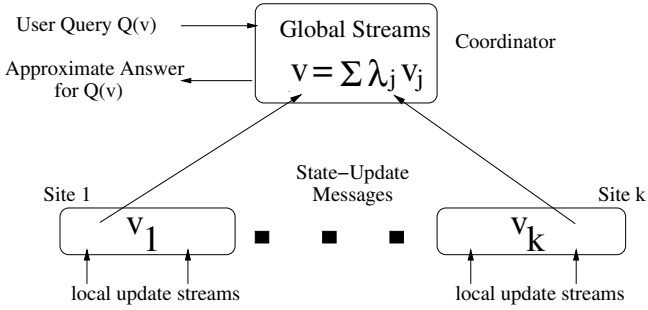 User Query Q(v)
Global Streams
Coordinator
v = Σ λj vj
Approximate Answer
for Q(v)
State−Update
Messages
Site 1
Site k
v1
vk
local update streams
local update streams